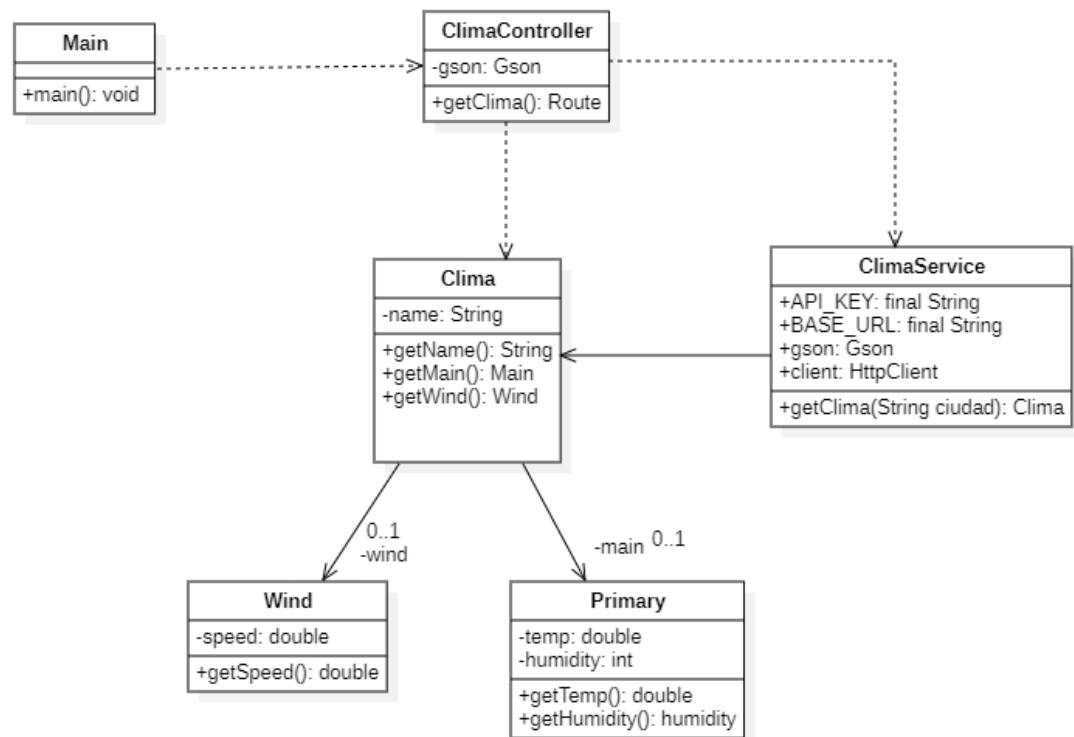 Main
+main(): void
ClimaController
-gson: Gson
+getClima(): Route
Clima
-name: String
+getName(): String
+getMain(): Main
+getWind(): Wind
ClimaService
+API_KEY: final String
+BASE_URL: final String
+gson: Gson
+client: HttpClient
+getClima(String ciudad): Clima
0..1
-wind
-main 0..1
Wind
-speed: double
+getSpeed(): double
Primary
-temp: double
-humidity: int
+getTemp(): double
+getHumidity(): humidity